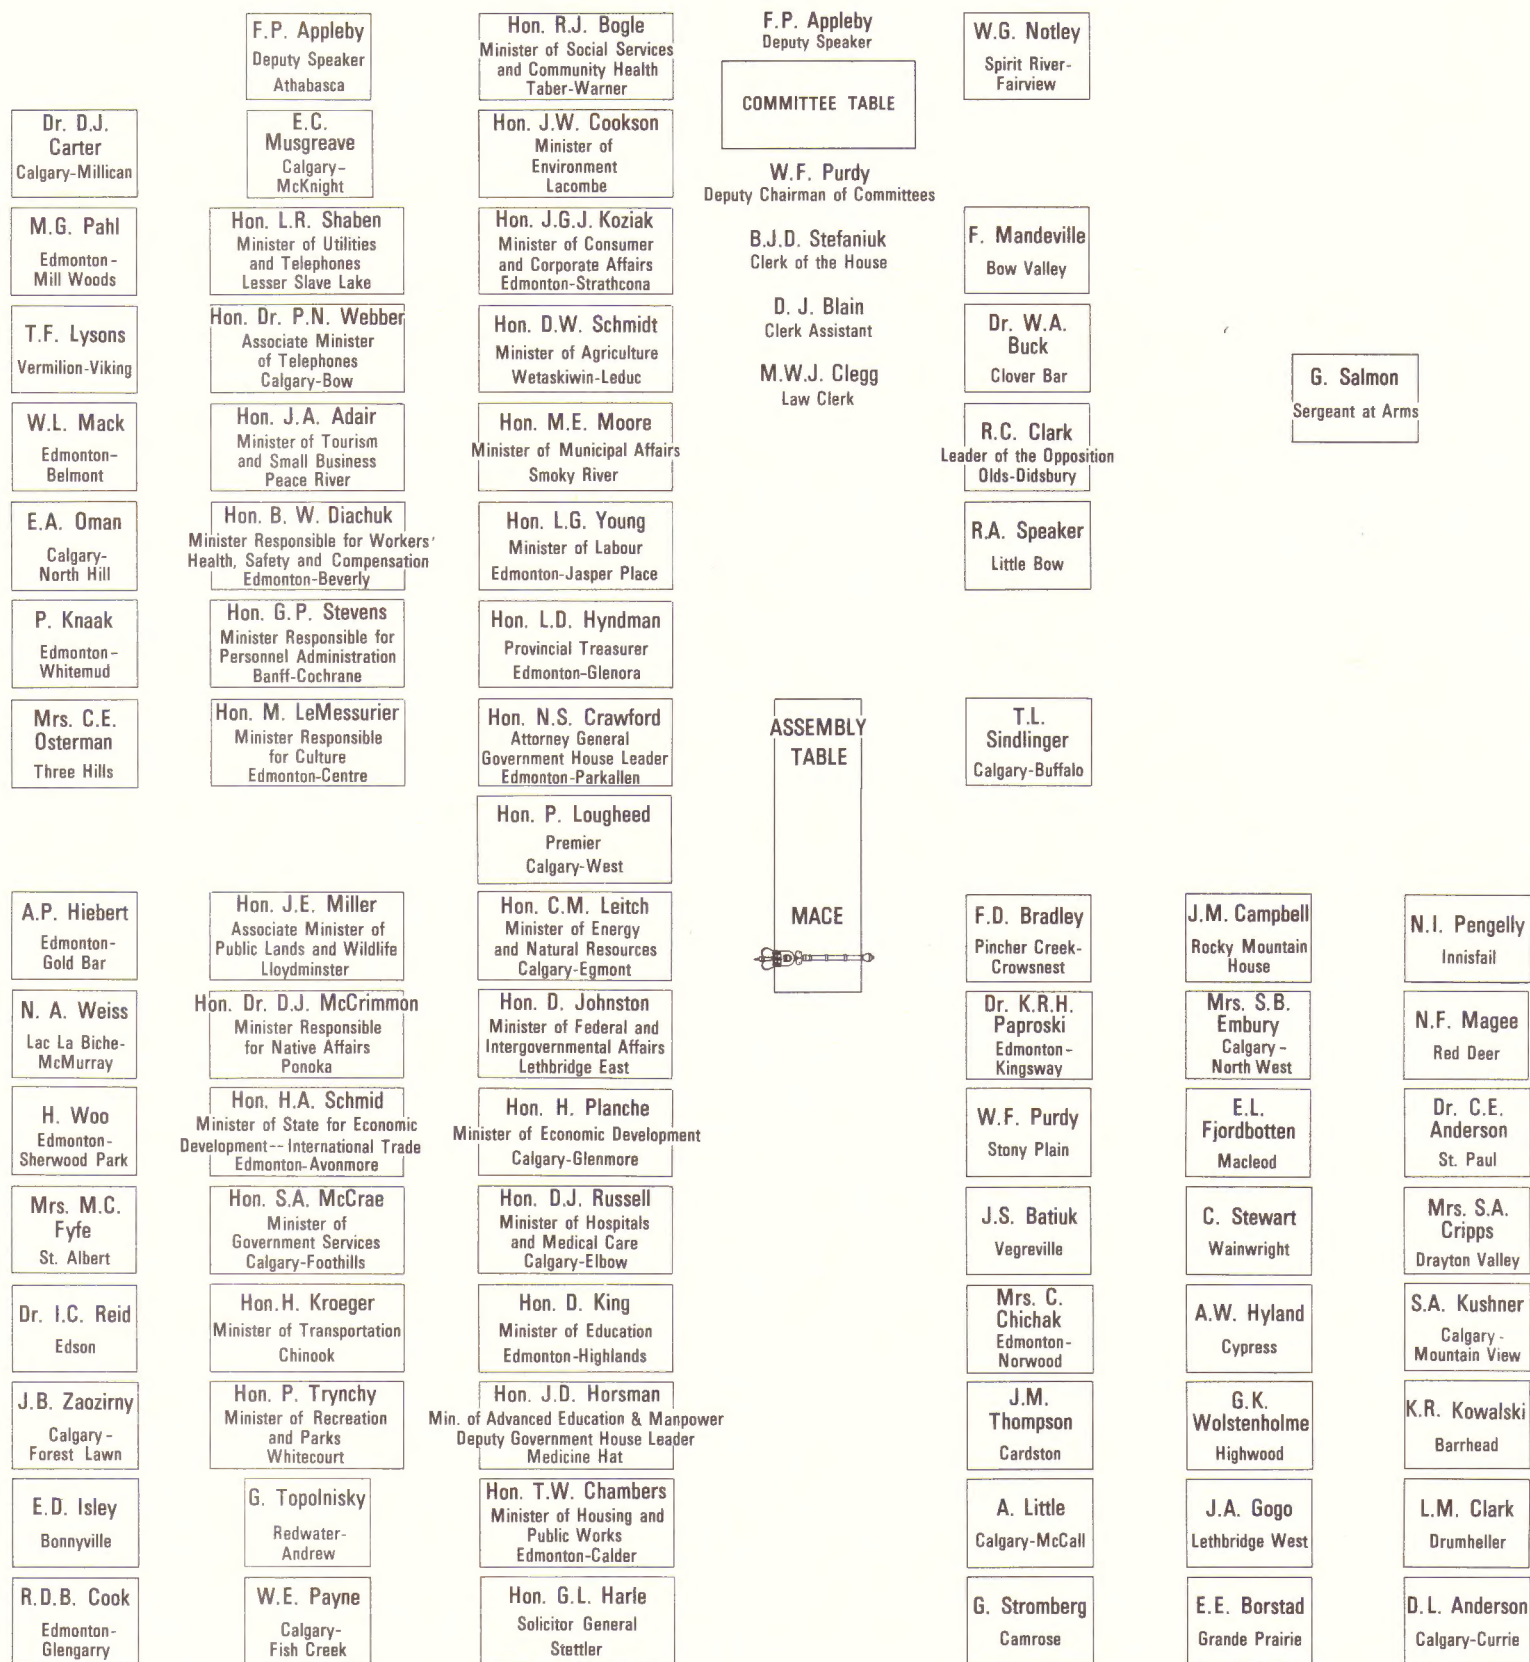 F.P. Appleby
Deputy Speaker
Athabasca
Hon. R.J. Bogle
Minister of Social Services
and Community Health
Taber-Warner
F.P. Appleby
Deputy Speaker
COMMITTEE TABLE
W.G. Notley
Spirit River-
Fairview
Dr. D.J.
Carter
Calgary-Millican
E.C.
Musgreave
Calgary-
McKnight
Hon. J.W. Cookson
Minister of
Environment
Lacombe
W.F. Purdy
Deputy Chairman of Committees
M.G. Pahl
Edmonton-
Mill Woods
Hon. L.R. Shaben
Minister of Utilities
and Telephones
Lesser Slave Lake
Hon. J.G.J. Koziak
Minister of Consumer
and Corporate Affairs
Edmonton-Strathcona
B.J.D. Stefaniuk
Clerk of the House
F. Mandeville
Bow Valley
T.F. Lysons
Vermilion-Viking
Hon. Dr. P.N. Webber
Associate Minister
of Telephones
Calgary-Bow
Hon. D.W. Schmidt
Minister of Agriculture
Wetaskiwin-Leduc
D. J. Blain
Clerk Assistant
M.W.J. Clegg
Law Clerk
Dr. W.A.
Buck
Clover Bar
G. Salmon
Sergeant at Arms
W.L. Mack
Edmonton-
Belmont
Hon. J.A. Adair
Minister of Tourism
and Small Business
Peace River
Hon. M.E. Moore
Minister of Municipal Affairs
Smoky River
R.C. Clark
Leader of the Opposition
Olds-Didsbury
E.A. Oman
Calgary-
North Hill
Hon. B. W. Diachuk
Minister Responsible for Workers'
Health, Safety and Compensation
Edmonton-Beverly
Hon. L.G. Young
Minister of Labour
Edmonton-Jasper Place
R.A. Speaker
Little Bow
P. Knaak
Edmonton-
Whitemud
Hon. G.P. Stevens
Minister Responsible for
Personnel Administration
Banff-Cochrane
Hon. L.D. Hyndman
Provincial Treasurer
Edmonton-Glenora
Mrs. C.E.
Osterman
Three Hills
Hon. M. LeMessurier
Minister Responsible
for Culture
Edmonton-Centre
Hon. N.S. Crawford
Attorney General
Government House Leader
Edmonton-Parkallen
ASSEMBLY
TABLE
T.L.
Sindlinger
Calgary-Buffalo
Hon. P. Lougheed
Premier
Calgary-West
A.P. Hiebert
Edmonton-
Gold Bar
Hon. J.E. Miller
Associate Minister of
Public Lands and Wildlife
Lloydminster
Hon. C.M. Leitch
Minister of Energy
and Natural Resources
Calgary-Egmont
MACE
F.D. Bradley
Pincher Creek-
Crowsnest
J.M. Campbell
Rocky Mountain
House
N.I. Pengelly
Innisfail
N. A. Weiss
Lac La Biche-
McMurray
Hon. Dr. D.J. McCrimmon
Minister Responsible
for Native Affairs
Ponoka
Hon. D. Johnston
Minister of Federal and
Intergovernmental Affairs
Lethbridge East
Dr. K.R.H.
Paproski
Edmonton-
Kingsway
Mrs. S.B.
Embury
Calgary-
North West
N.F. Magee
Red Deer
H. Woo
Edmonton-
Sherwood Park
Hon. H.A. Schmid
Minister of State for Economic
Development--International Trade
Edmonton-Avonmore
Hon. H. Planche
Minister of Economic Development
Calgary-Glenmore
W.F. Purdy
Stony Plain
E.L.
Fjordbotten
Macleod
Dr. C.E.
Anderson
St. Paul
Mrs. M.C.
Fyfe
St. Albert
Hon. S.A. McCrae
Minister of
Government Services
Calgary-Foothills
Hon. D.J. Russell
Minister of Hospitals
and Medical Care
Calgary-Elbow
J.S. Batiuk
Vegreville
C. Stewart
Wainwright
Mrs. S.A.
Cripps
Drayton Valley
Dr. I.C. Reid
Edson
Hon. H. Kroeger
Minister of Transportation
Chinook
Hon. D. King
Minister of Education
Edmonton-Highlands
Mrs. C.
Chichak
Edmonton-
Norwood
A.W. Hyland
Cypress
S.A. Kushner
Calgary-
Mountain View
J.B. Zaozirny
Calgary-
Forest Lawn
Hon. P. Trynchy
Minister of Recreation
and Parks
Whitecourt
Hon. J.D. Horsman
Min. of Advanced Education & Manpower
Deputy Government House Leader
Medicine Hat
J.M.
Thompson
Cardston
G.K.
Wolstenholme
Highwood
K.R. Kowalski
Barrhead
E.D. Isley
Bonnyville
G. Topolnisky
Redwater-
Andrew
Hon. T.W. Chambers
Minister of Housing and
Public Works
Edmonton-Calder
A. Little
Calgary-McCall
J.A. Gogo
Lethbridge West
L.M. Clark
Drumheller
R.D.B. Cook
Edmonton-
Glengarry
W.E. Payne
Calgary-
Fish Creek
Hon. G.L. Harle
Solicitor General
Stettler
G. Stromberg
Camrose
E.E. Borstad
Grande Prairie
D.L. Anderson
Calgary-Currie